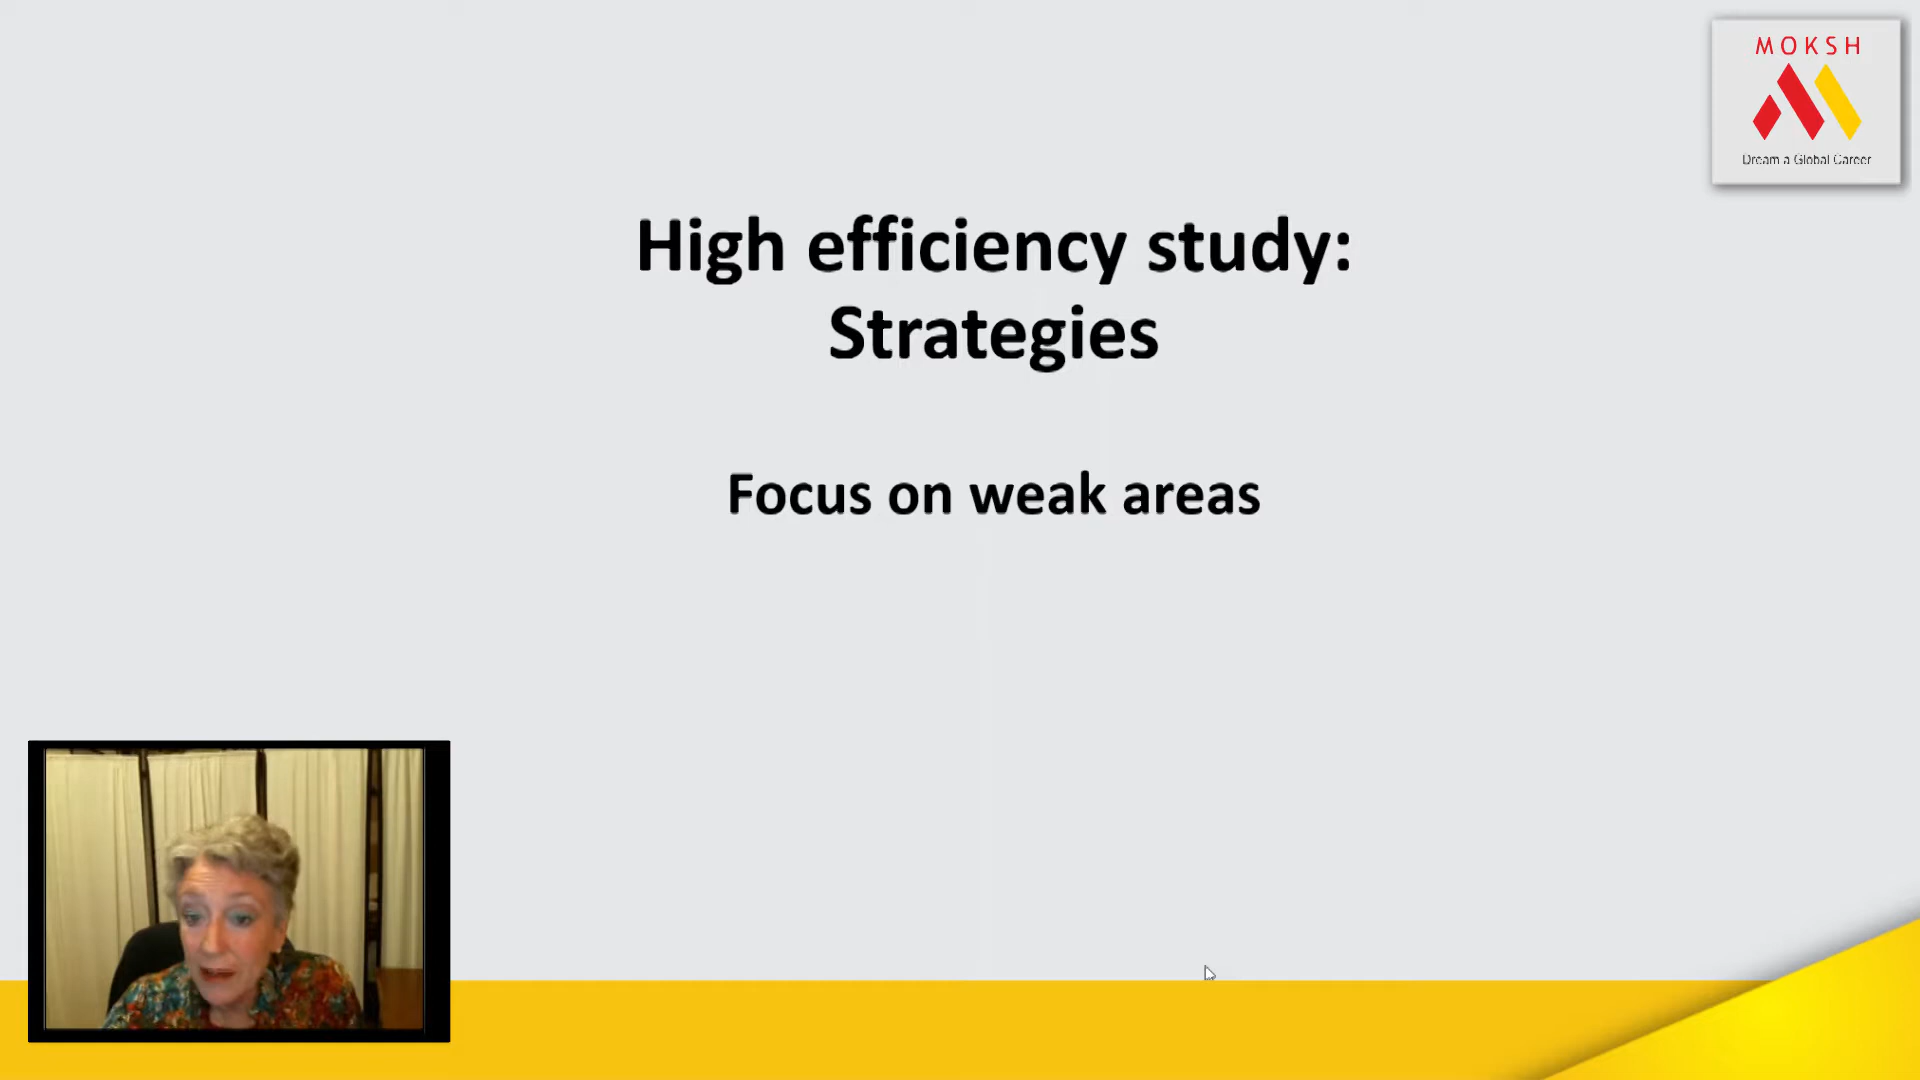 MOKSH
Dream a Global Career
High efficiency study:
Strategies
Focus on weak areas